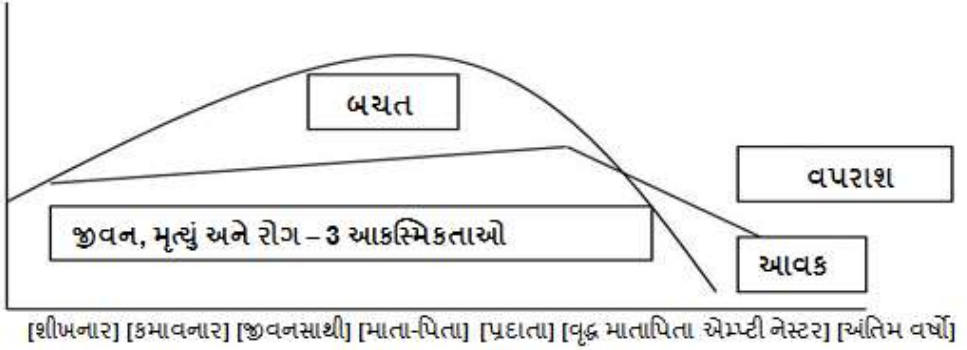 બચત
વપરાશ
જીવન, મૃત્યું અને રોગ – 3 આકસ્મિકતાઓ
આવક
[શીખનાર] [કમાવનાર] [જીવનસાથી] [માતા-પિતા] [પ્રદાતા] [વૃદ્ધ માતાપિતા એમ્પ્ટી નેસ્ટર] [અંતિમ વર્ષો]